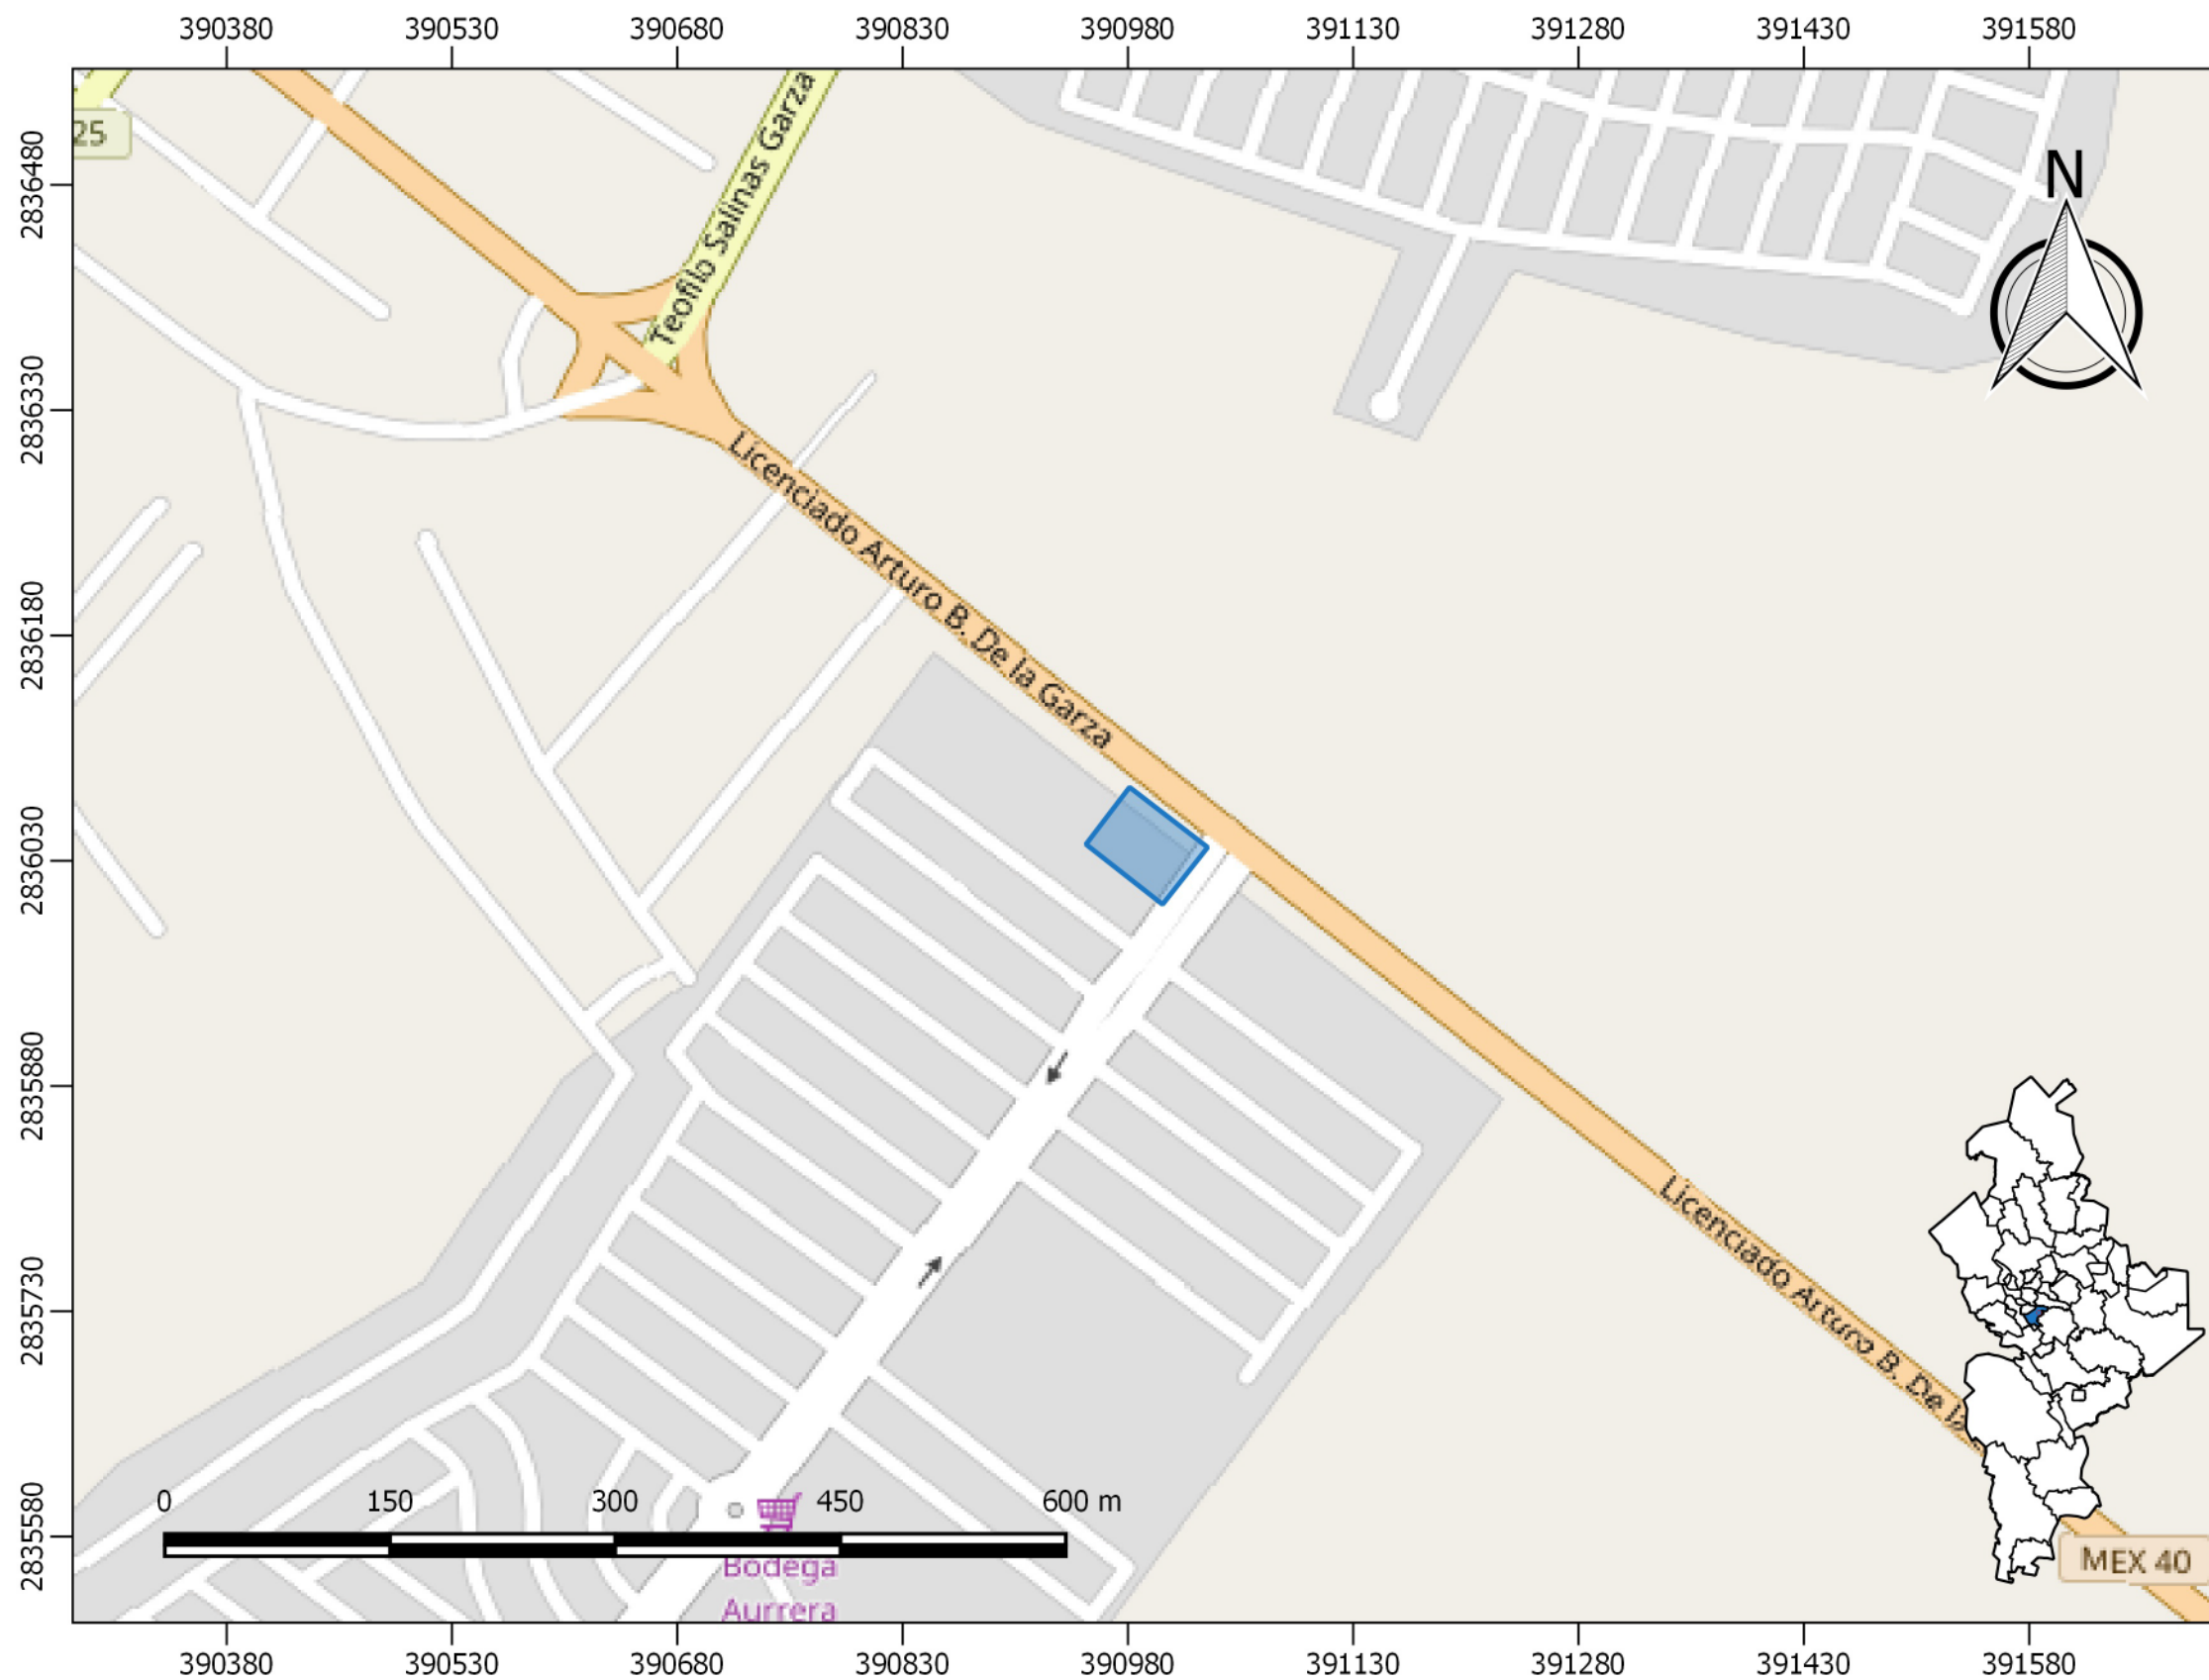 390380 390530 390680 390830 390980 391130 391280 391430 391580
2836480
2836330
2836180
2836030
2835880
2835730
2835580
25
Teofilo Salinas Garza
N
Licenciado Arturo B. De la Garza
Licenciado Arturo B. De la
0 150 300 450 600 m
Bodega
Aurrera
MEX 40
390380 390530 390680 390830 390980 391130 391280 391430 391580